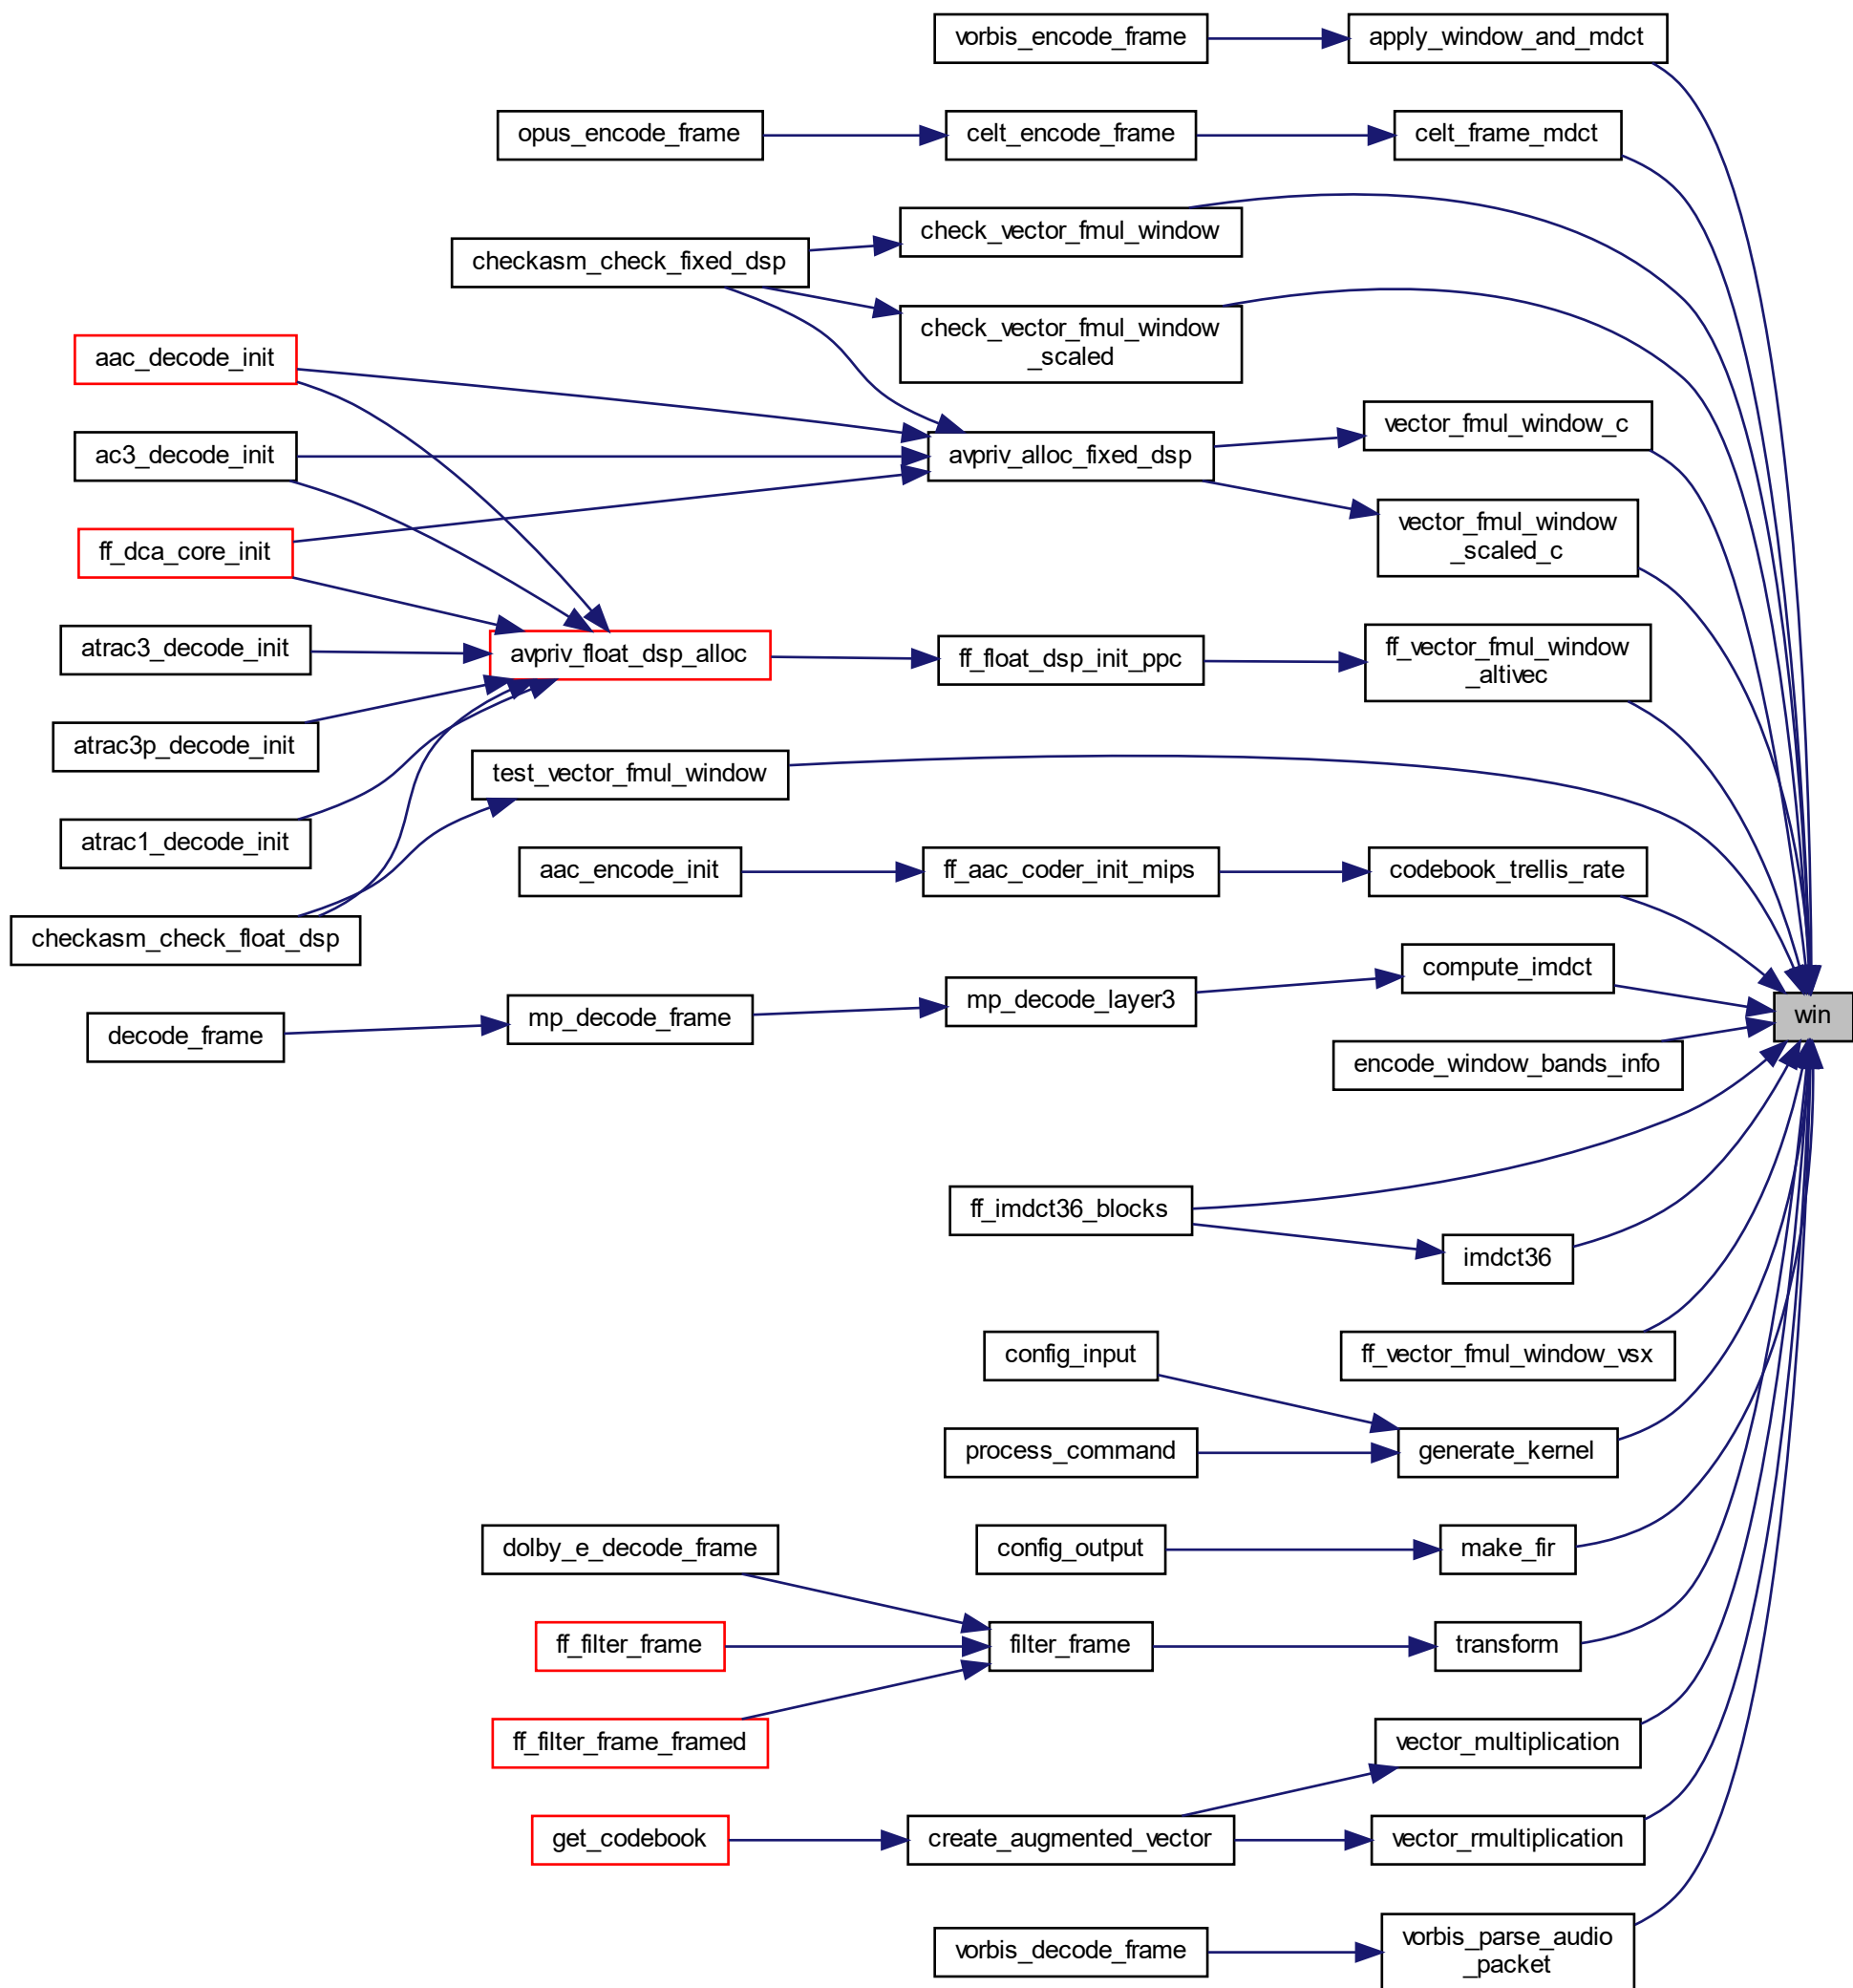 vorbis_encode_frame
apply_window_and_mdct
opus_encode_frame
celt_encode_frame
celt_frame_mdct
checkasm_check_fixed_dsp
check_vector_fmul_window
check_vector_fmul_window
_scaled
aac_decode_init
ac3_decode_init
avpriv_alloc_fixed_dsp
vector_fmul_window_c
ff_dca_core_init
vector_fmul_window
_scaled_c
atrac3_decode_init
avpriv_float_dsp_alloc
ff_float_dsp_init_ppc
ff_vector_fmul_window
_altivec
atrac3p_decode_init
test_vector_fmul_window
atrac1_decode_init
aac_encode_init
ff_aac_coder_init_mips
codebook_trellis_rate
checkasm_check_float_dsp
compute_imdct
mp_decode_layer3
mp_decode_frame
decode_frame
win
encode_window_bands_info
ff_imdct36_blocks
imdct36
config_input
ff_vector_fmul_window_vsx
process_command
generate_kernel
dolby_e_decode_frame
config_output
make_fir
ff_filter_frame
filter_frame
transform
ff_filter_frame_framed
vector_multiplication
get_codebook
create_augmented_vector
vector_rmultiplication
vorbis_decode_frame
vorbis_parse_audio
_packet